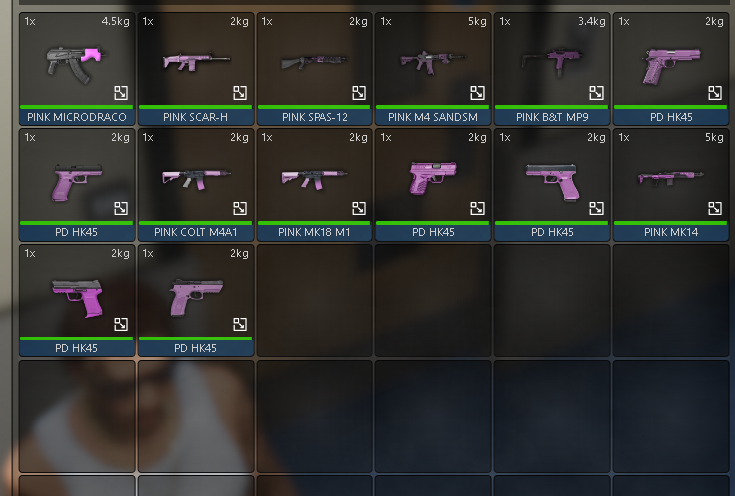 1x 4.5kg 1x 2kg 1x 2kg 1x 5kg 1x 3.4kg 1x 2kg
PINK MICRODRACO PINK SCAR-H PINK SPAS-12 PINK M4 SANDSM PINK B&T MP9 PD HK45
1x 2kg 1x 2kg 1x 2kg 1x 2kg 1x 2kg 1x 5kg
PD HK45 PINK COLT M4A1 PINK MK18 M1 PD HK45 PD HK45 PINK MK14
1x 2kg 1x 2kg
PD HK45 PD HK45